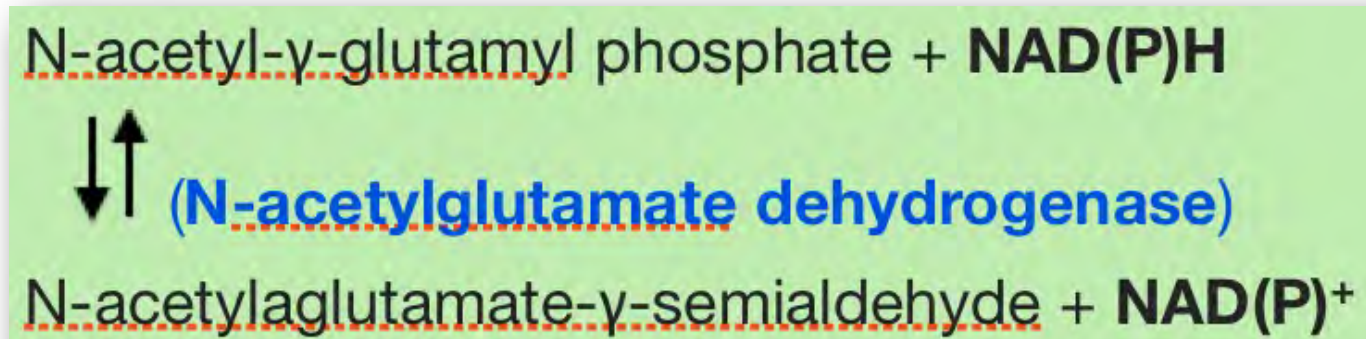 N-acetyl-γ-glutamyl phosphate + NAD(P)H
(N-acetylglutamate dehydrogenase)
N-acetylaglutamate-γ-semialdehyde + NAD(P)⁺